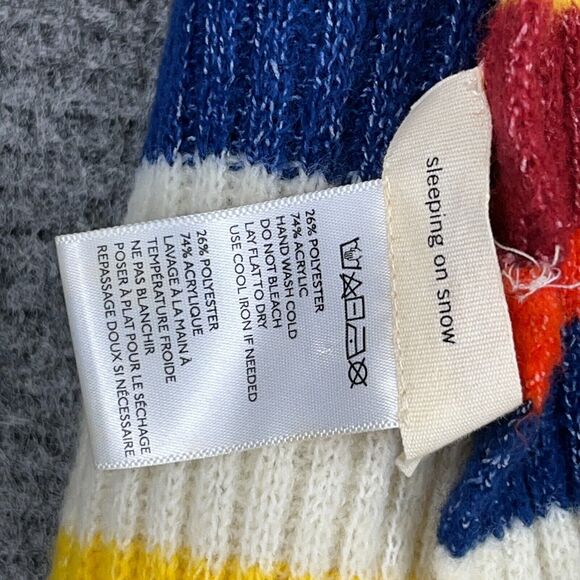 sleeping on snow
26% POLYESTER
74% ACRYLIC
HAND WASH COLD
DO NOT BLEACH
LAY FLAT TO DRY
USE COOL IRON IF NEEDED
26% POLYESTER
74% ACRYLIQUE
LAVAGE À LA MAIN À
TEMPÉRATURE FROIDE
NE PAS BLANCHIR
POSER À PLAT POUR LE SÉCHAGE
REPASSAGE DOUX SI NÉCESSAIRE